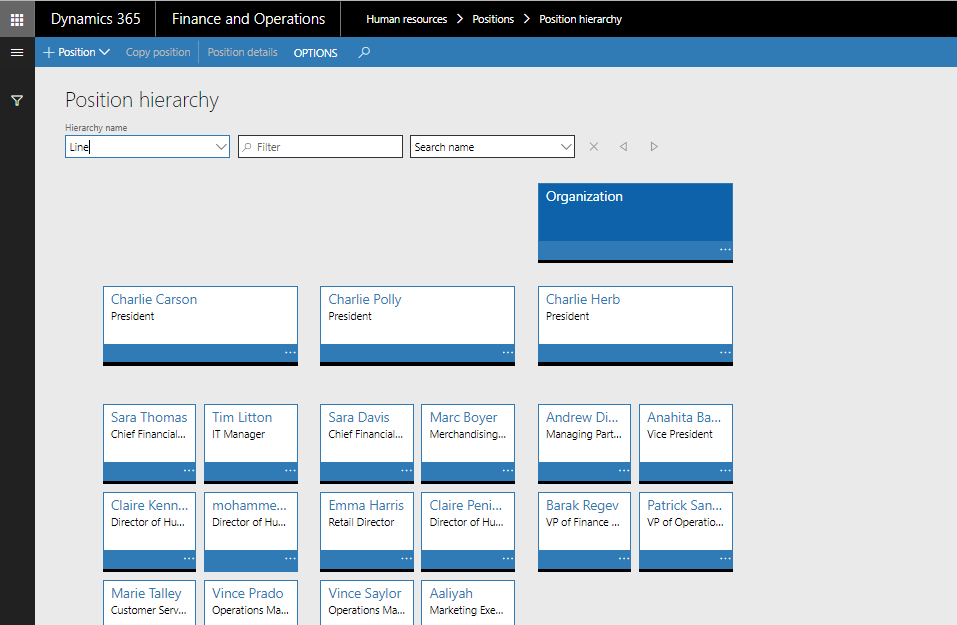 Dynamics 365 Finance and Operations Human resources > Positions > Position hierarchy
+ Position Copy position Position details OPTIONS
Position hierarchy
Hierarchy name
Line Filter Search name
Organization
...
Charlie Carson Charlie Polly Charlie Herb
President President President
... ... ...
Sara Thomas Tim Litton Sara Davis Marc Boyer Andrew Di... Anahita Ba...
Chief Financial... IT Manager Chief Financial... Merchandising... Managing Part... Vice President
... ... ... ... ... ...
Claire Kenn... mohamme... Emma Harris Claire Peni... Barak Regev Patrick San...
Director of Hu... Director of Hu... Retail Director Director of Hu... VP of Finance ... VP of Operatio...
... ... ... ... ... ...
Marie Talley Vince Prado Vince Saylor Aaliyah
Customer Serv... Operations Ma... Operations Ma... Marketing Exe...